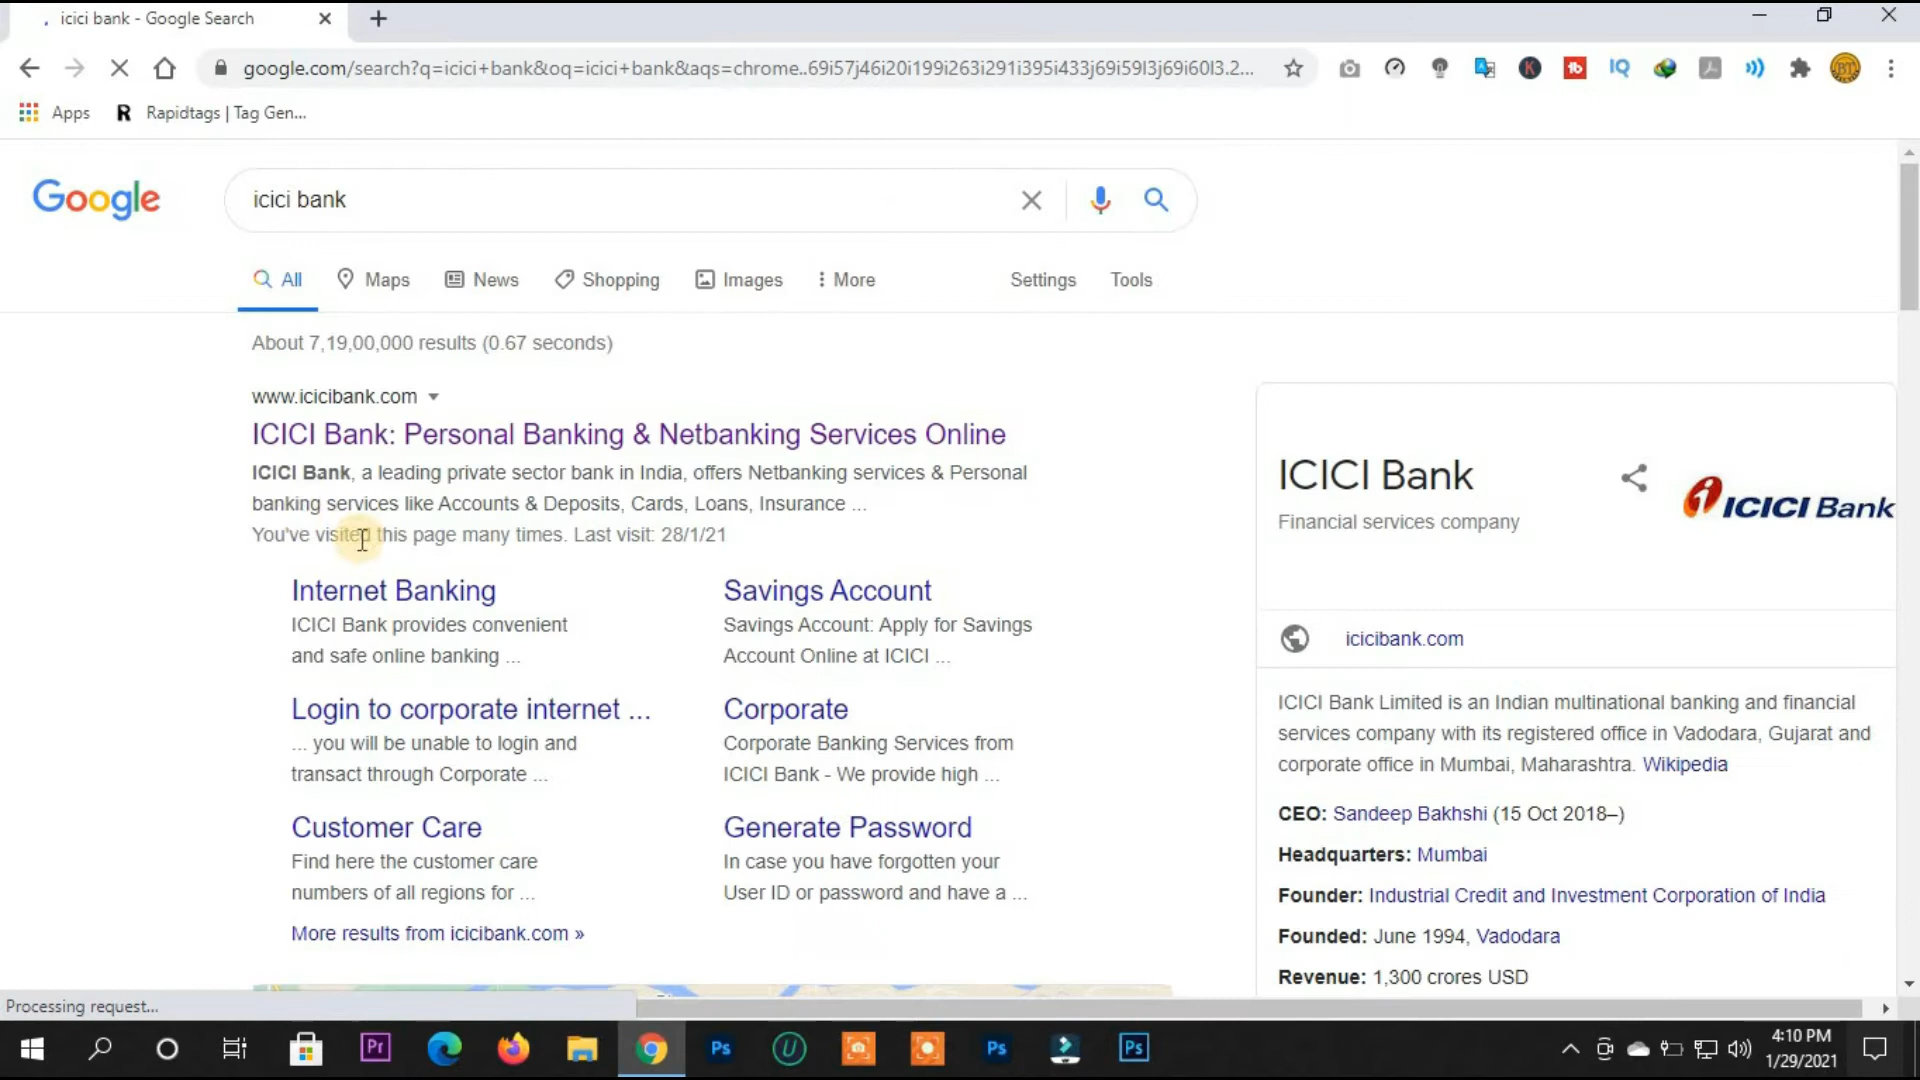 icici bank - Google Search
google.com/search?q=icici+bank&oq=icici+bank&aqs=chrome..69i57j46i20i199i263i291i395i433j69i59l3j69i60l3.2...
Apps
R Rapidtags | Tag Gen...
Google
icici bank
All
Maps
News
Shopping
Images
More
Settings
Tools
About 7,19,00,000 results (0.67 seconds)
www.icicibank.com
ICICI Bank: Personal Banking & Netbanking Services Online
ICICI Bank, a leading private sector bank in India, offers Netbanking services & Personal
banking services like Accounts & Deposits, Cards, Loans, Insurance ...
You've visited this page many times. Last visit: 28/1/21
Internet Banking
ICICI Bank provides convenient
and safe online banking ...
Savings Account
Savings Account: Apply for Savings
Account Online at ICICI ...
Login to corporate internet ...
... you will be unable to login and
transact through Corporate ...
Corporate
Corporate Banking Services from
ICICI Bank - We provide high ...
Customer Care
Find here the customer care
numbers of all regions for ...
Generate Password
In case you have forgotten your
User ID or password and have a ...
More results from icicibank.com »
ICICI Bank
Financial services company
ICICI Bank
icicibank.com
ICICI Bank Limited is an Indian multinational banking and financial
services company with its registered office in Vadodara, Gujarat and
corporate office in Mumbai, Maharashtra. Wikipedia
CEO: Sandeep Bakhshi (15 Oct 2018–)
Headquarters: Mumbai
Founder: Industrial Credit and Investment Corporation of India
Founded: June 1994, Vadodara
Revenue: 1,300 crores USD
Processing request...
Pr
Ps
U
Ps
Ps
4:10 PM
1/29/2021